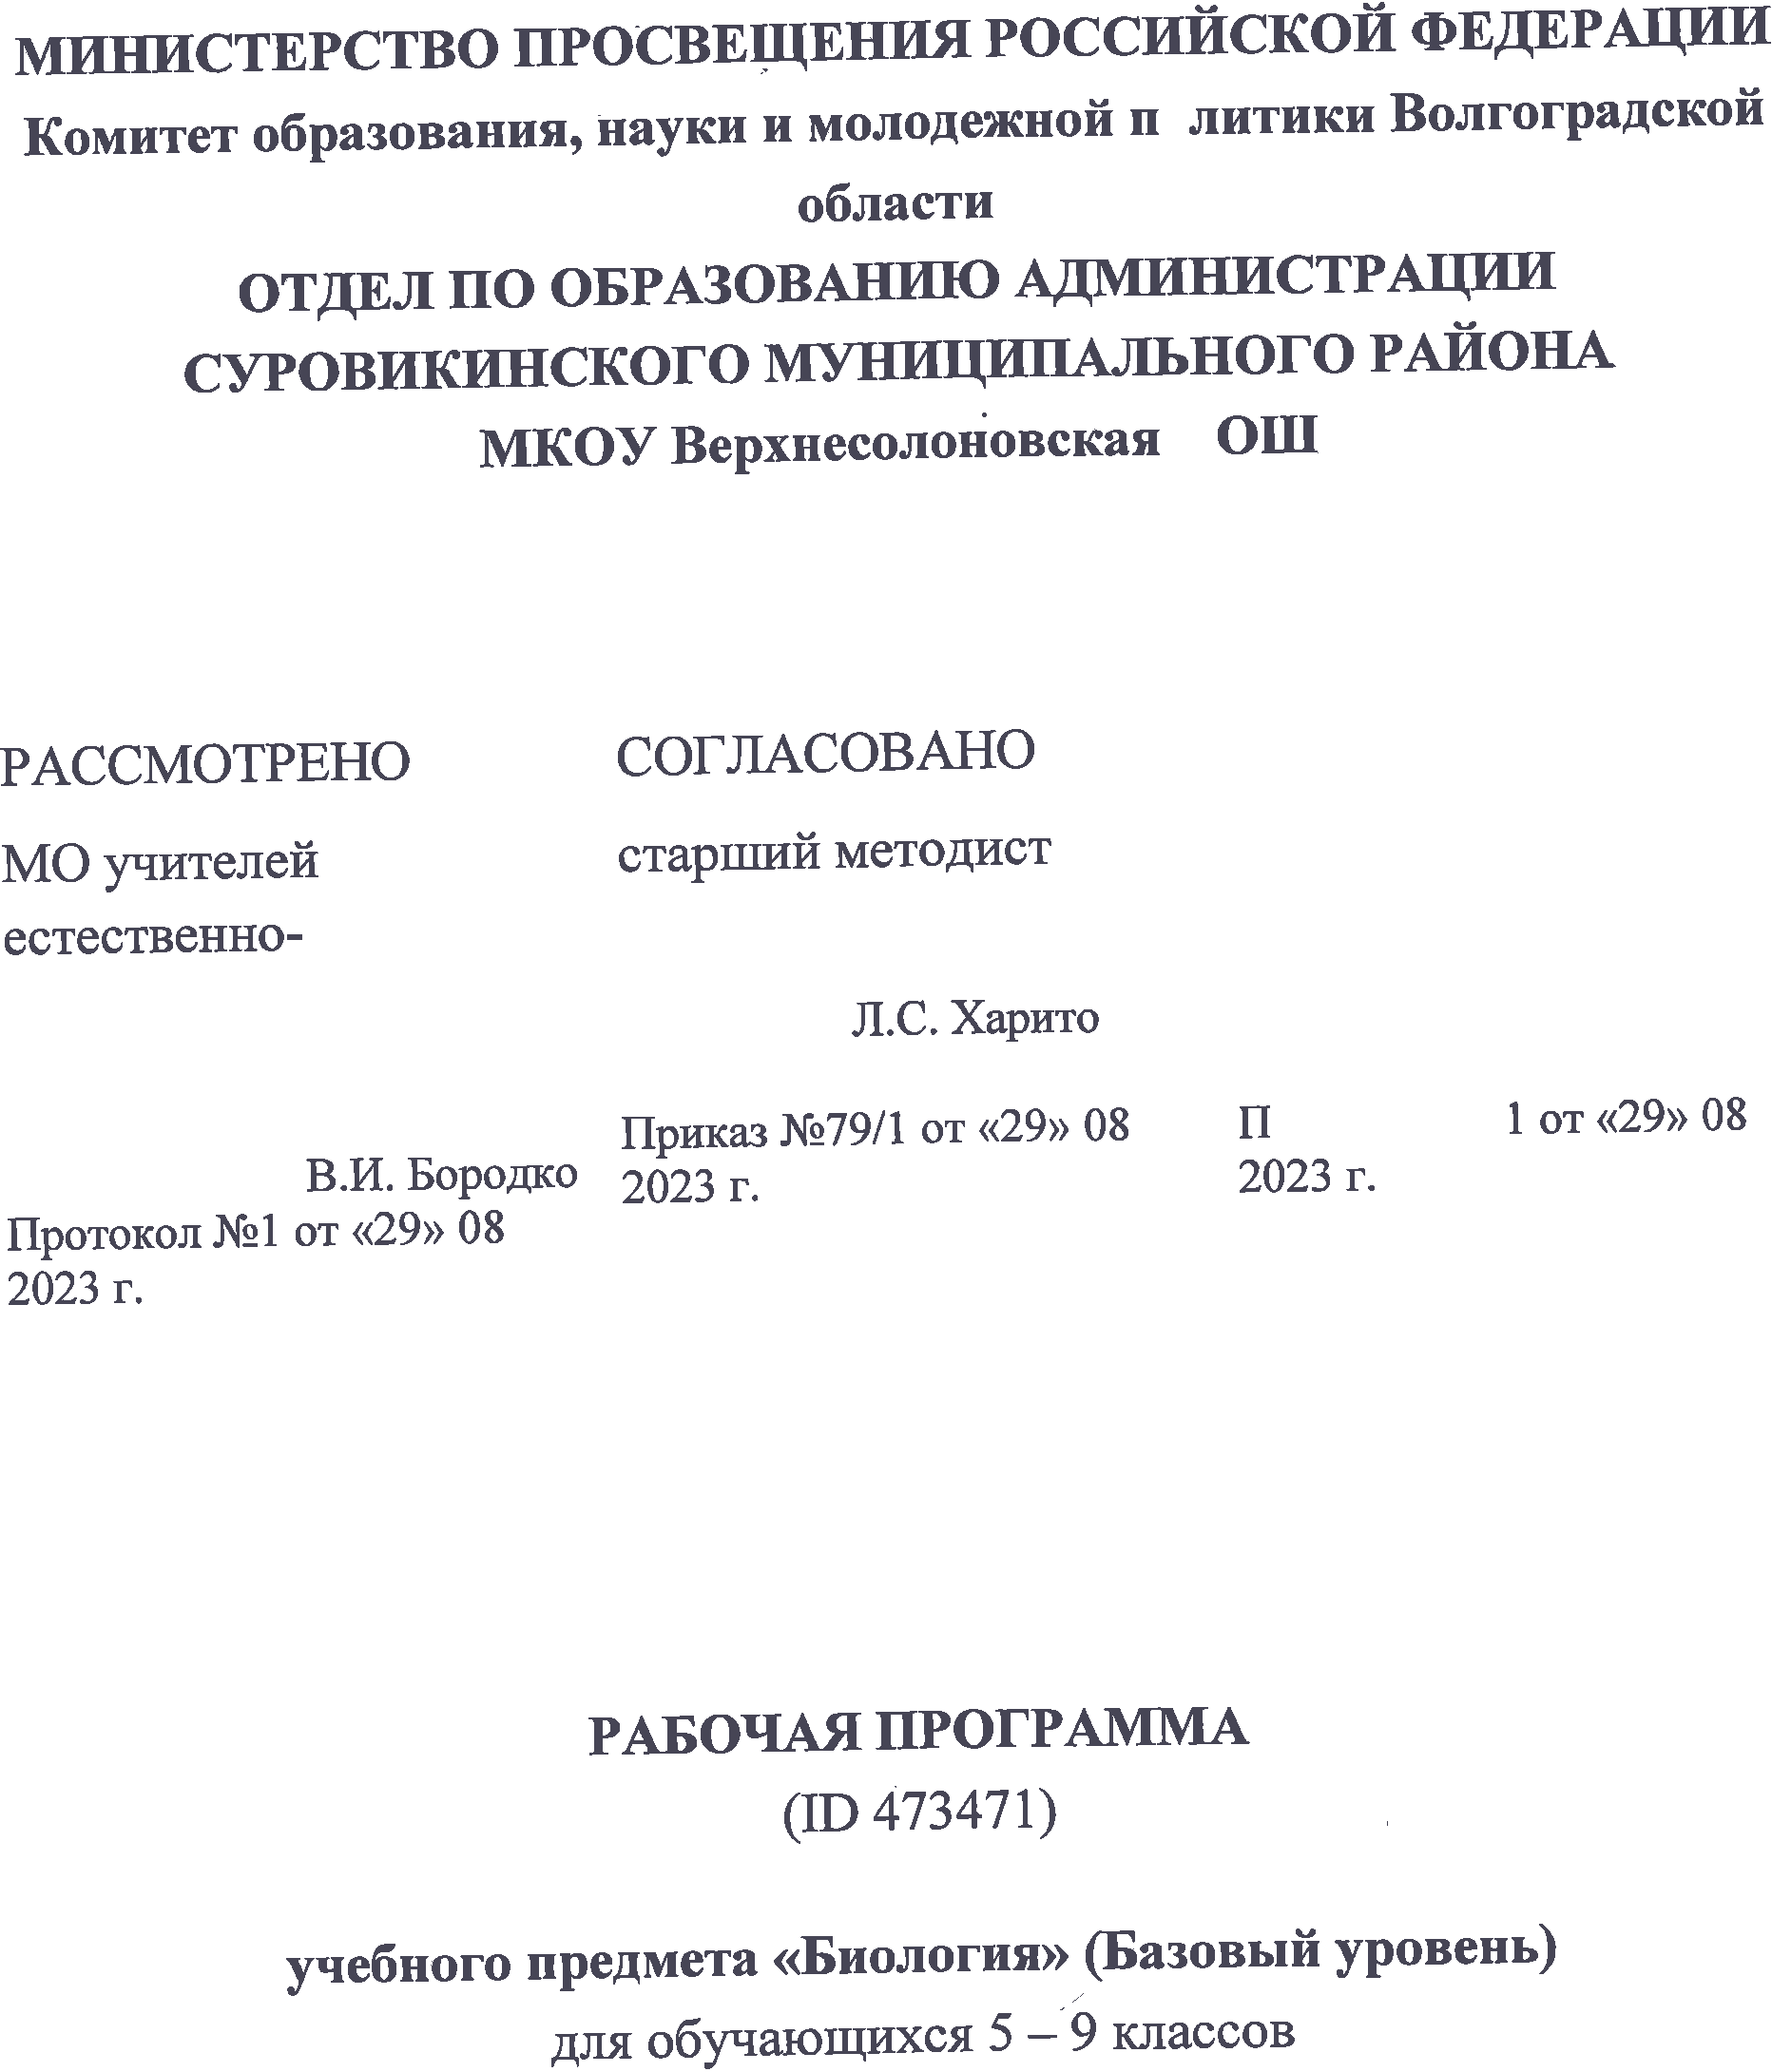 МИНИСТЕРСТВО ПРОСВЕЩЕНИЯ РОССИЙСКОЙ ФЕДЕРАЦИИ
Комитет образования, науки и молодежной п литики Волгоградской
области
ОТДЕЛ ПО ОБРАЗОВАНИЮ АДМИНИСТРАЦИИ
СУРОВИКИНСКОГО МУНИЦИПАЛЬНОГО РАЙОНА
МКОУ Верхнесолоновская ОШ
РАССМОТРЕНО
МО учителей
естественно-
В.И. Бородко
Протокол №1 от «29» 08
2023 г.
СОГЛАСОВАНО
старший методист
Л.С. Харито
Приказ №79/1 от «29» 08
2023 г.
П 1 от «29» 08
2023 г.
РАБОЧАЯ ПРОГРАММА
(ID 473471)
учебного предмета «Биология» (Базовый уровень)
для обучающихся 5 – 9 классов